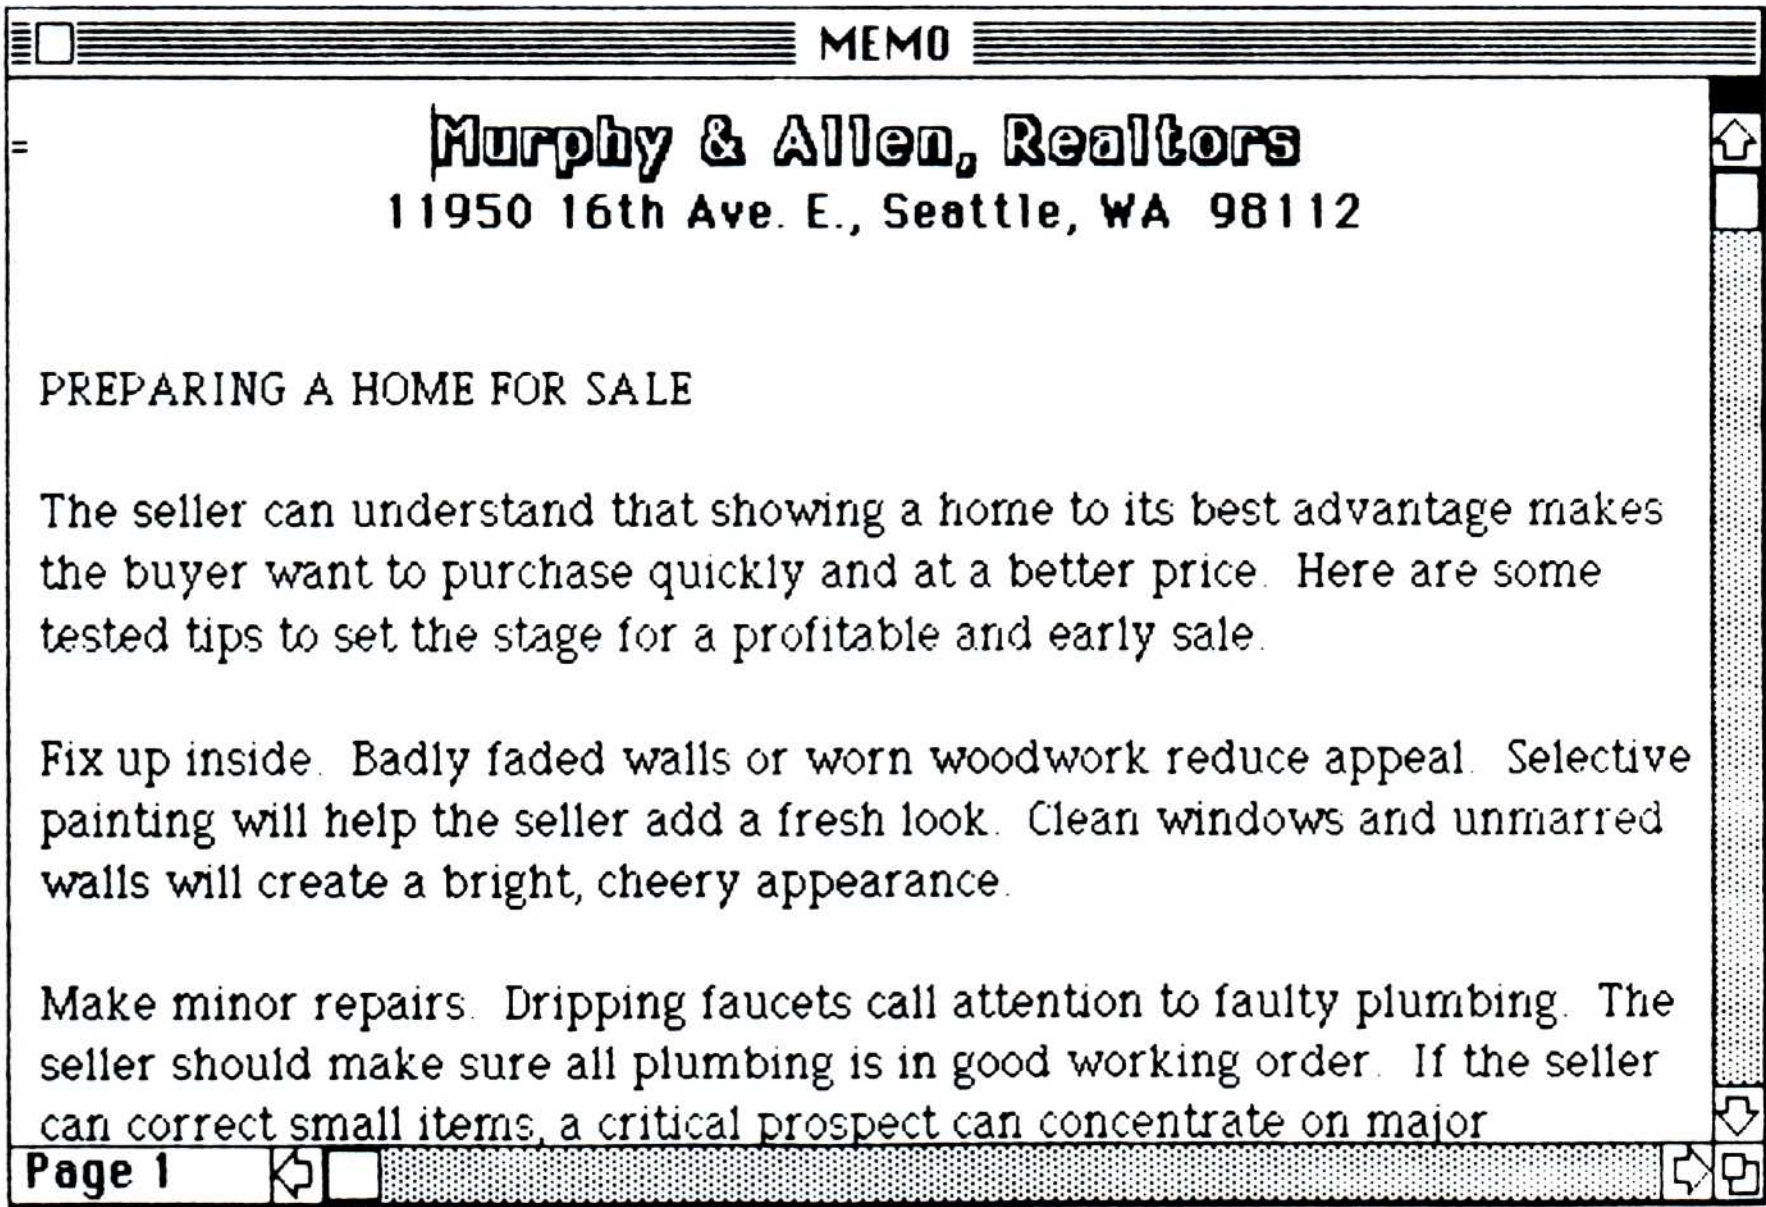 MEMO
Murphy & Allen, Realtors
11950 16th Ave. E., Seattle, WA  98112
PREPARING A HOME FOR SALE
The seller can understand that showing a home to its best advantage makes
the buyer want to purchase quickly and at a better price.  Here are some
tested tips to set the stage for a profitable and early sale.
Fix up inside.  Badly faded walls or worn woodwork reduce appeal.  Selective
painting will help the seller add a fresh look.  Clean windows and unmarred
walls will create a bright, cheery appearance.
Make minor repairs.  Dripping faucets call attention to faulty plumbing.  The
seller should make sure all plumbing is in good working order.  If the seller
can correct small items, a critical prospect can concentrate on major
Page 1